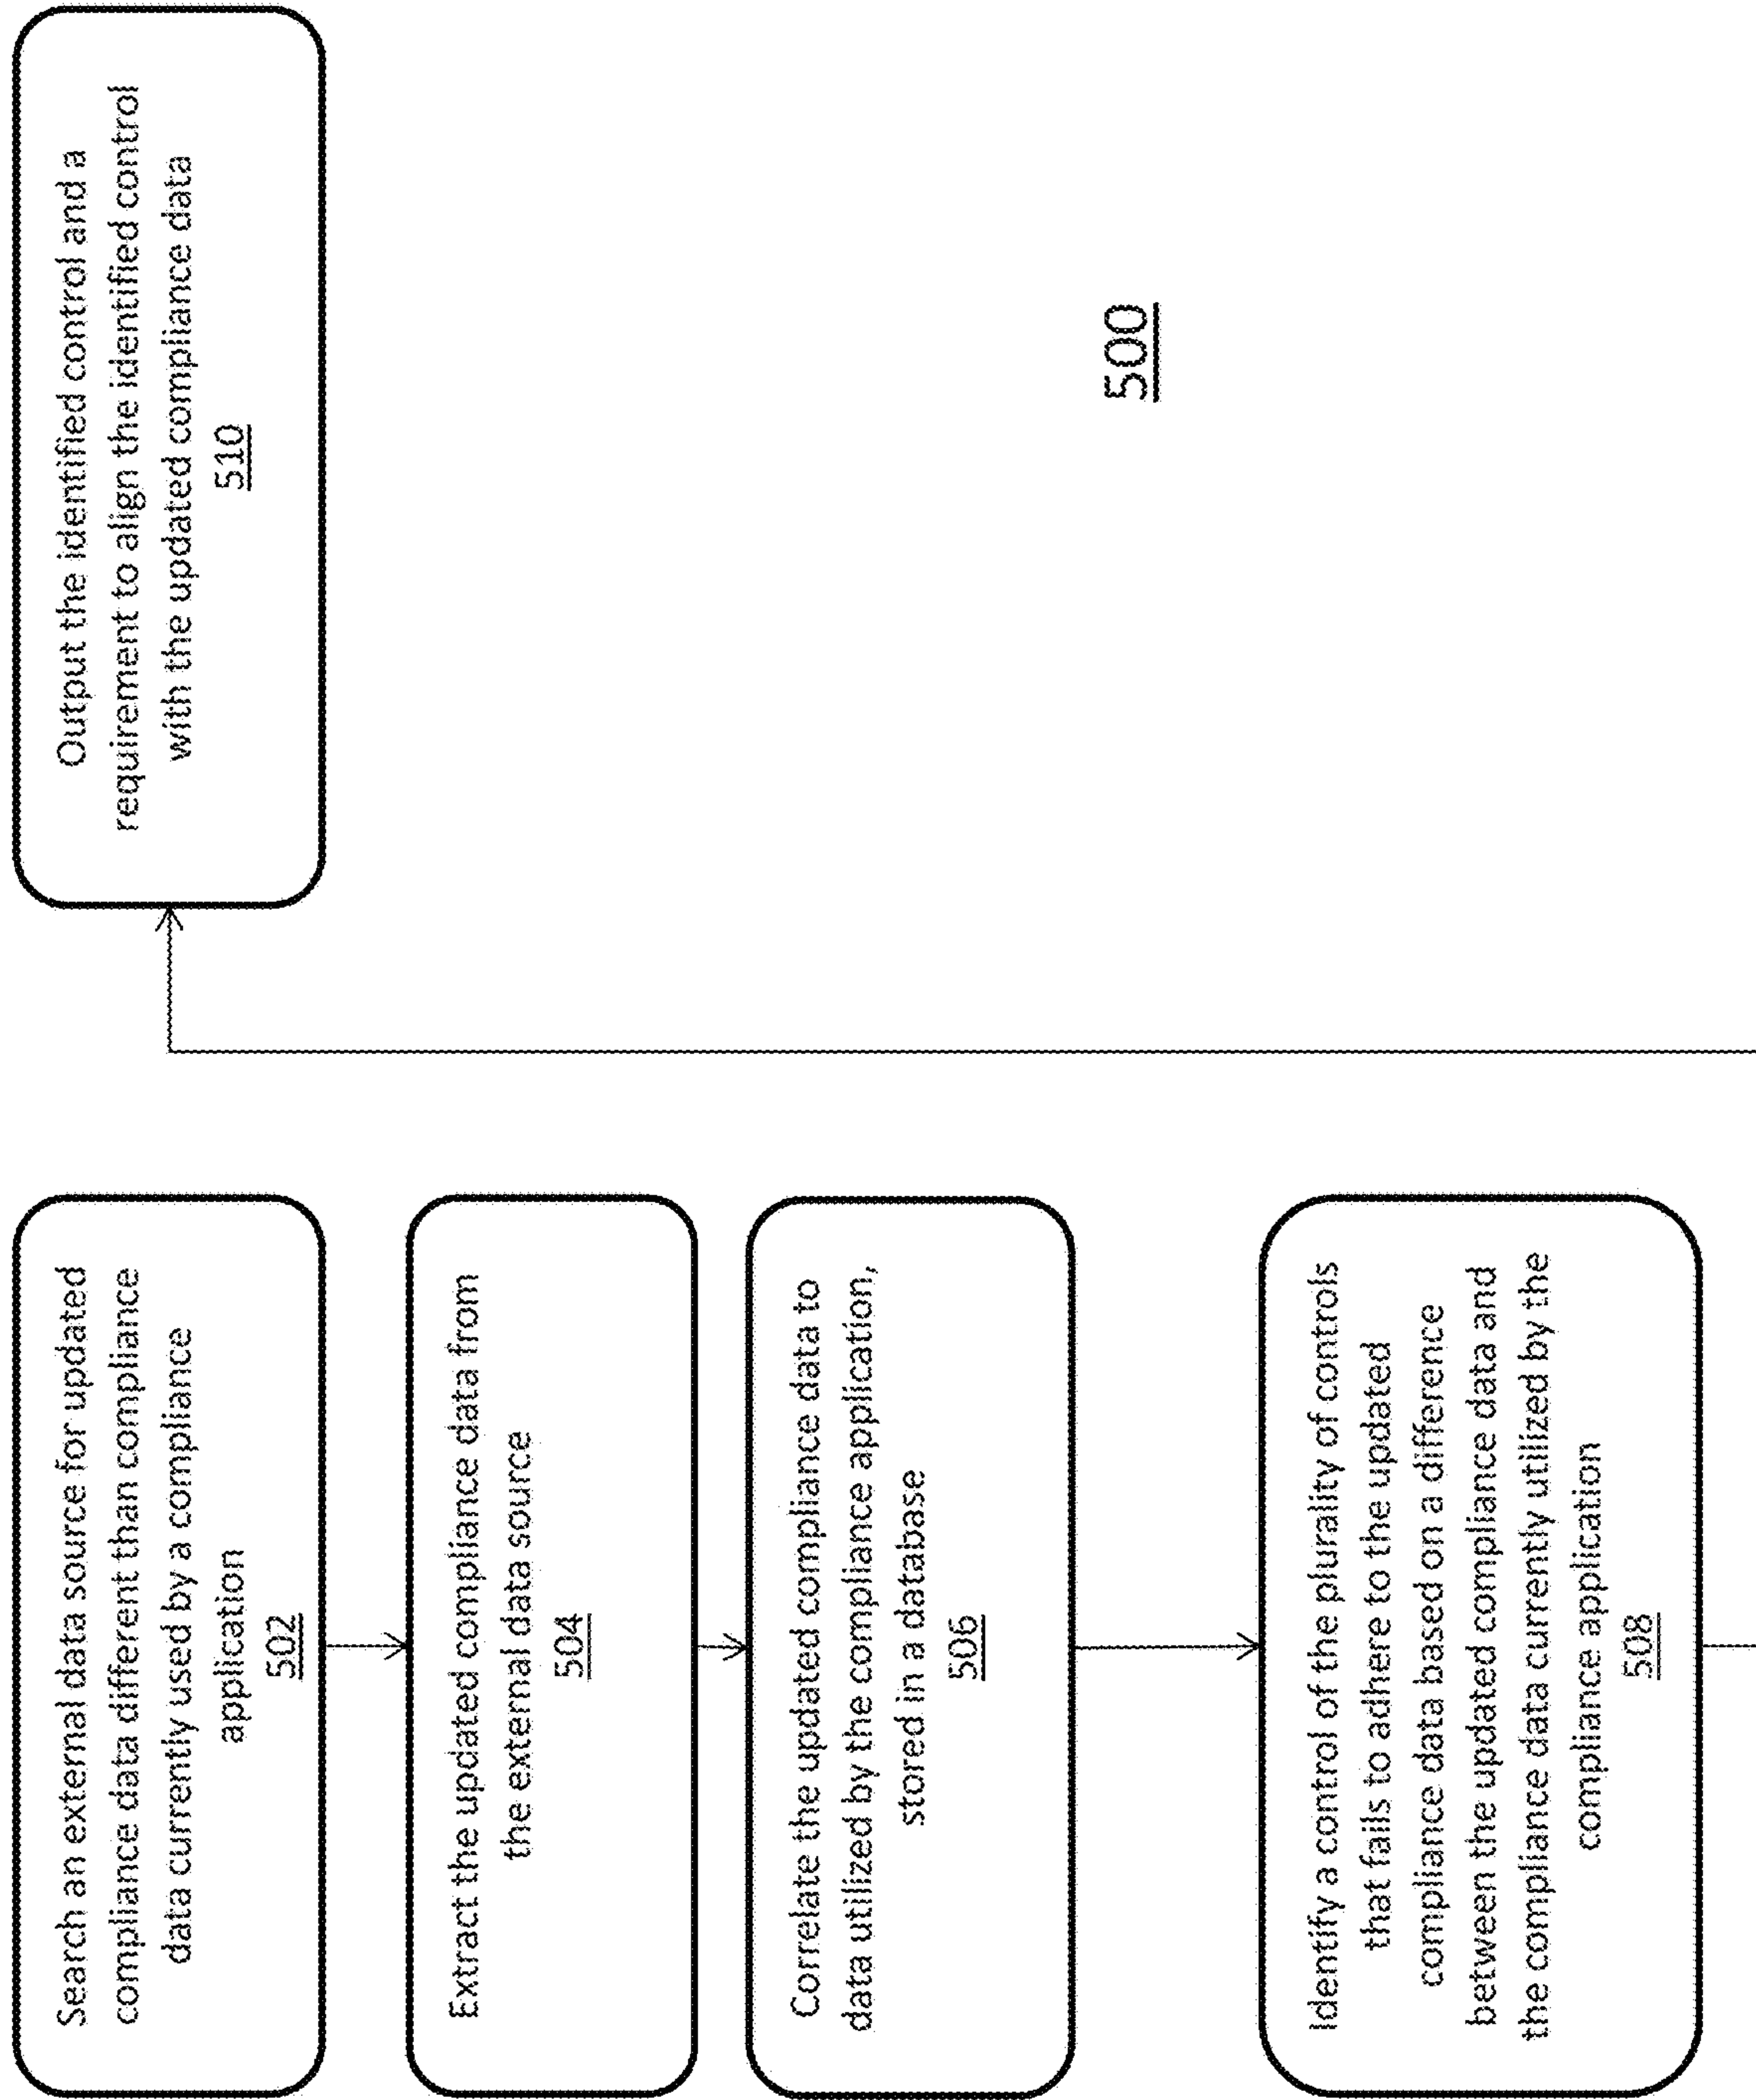 Search an external data source for updated
compliance data different than compliance
data currently used by a compliance
application
502
Extract the updated compliance data from
the external data source
504
Correlate the updated compliance data to
data utilized by the compliance application,
stored in a database
506
Identify a control of the plurality of controls
that fails to adhere to the updated
compliance data based on a difference
between the updated compliance data and
the compliance data currently utilized by the
compliance application
508
Output the identified control and a
requirement to align the identified control
with the updated compliance data
510
500